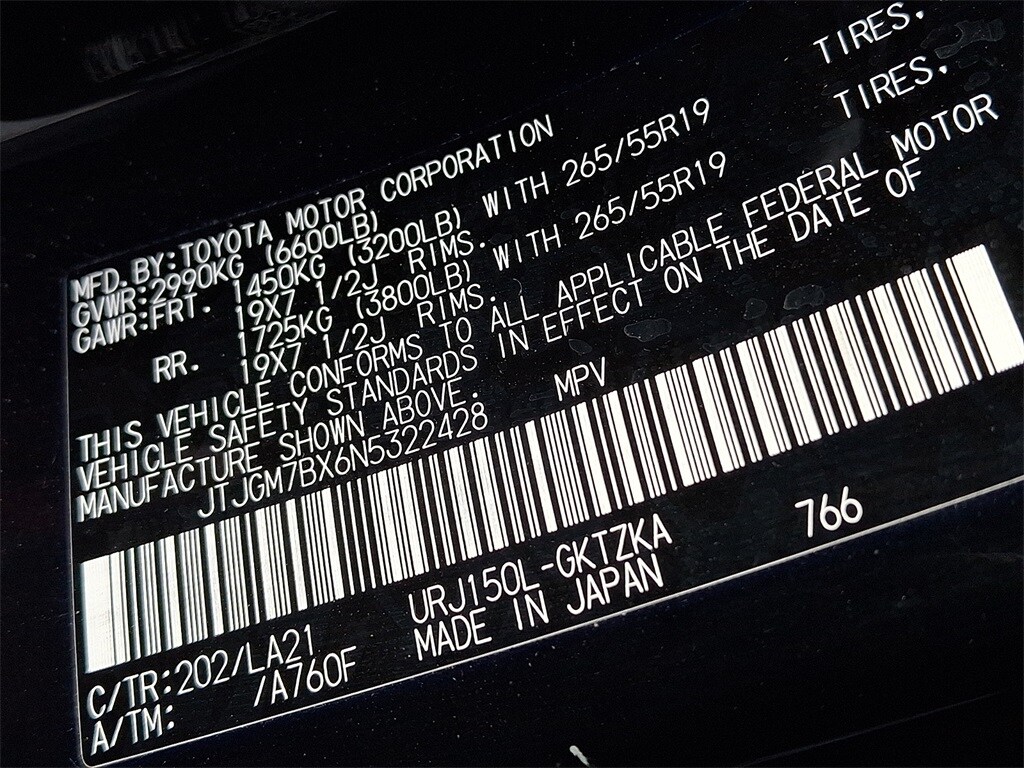 MFD.BY:TOYOTA MOTOR CORPORATION
GVWR:2990KG (6600LB)
GAWR:FRT. 1450KG (3200LB) WITH 265/55R19 TIRES.
19X7 1/2J RIMS.
RR. 1725KG (3800LB) WITH 265/55R19 TIRES.
19X7 1/2J RIMS.
THIS VEHICLE CONFORMS TO ALL APPLICABLE FEDERAL MOTOR
VEHICLE SAFETY STANDARDS IN EFFECT ON THE DATE OF
MANUFACTURE SHOWN ABOVE.
JTJGM7BX6N5322428 MPV
URJ150L-GKTZKA 766
C/TR:202/LA21 MADE IN JAPAN
A/TM: /A760F